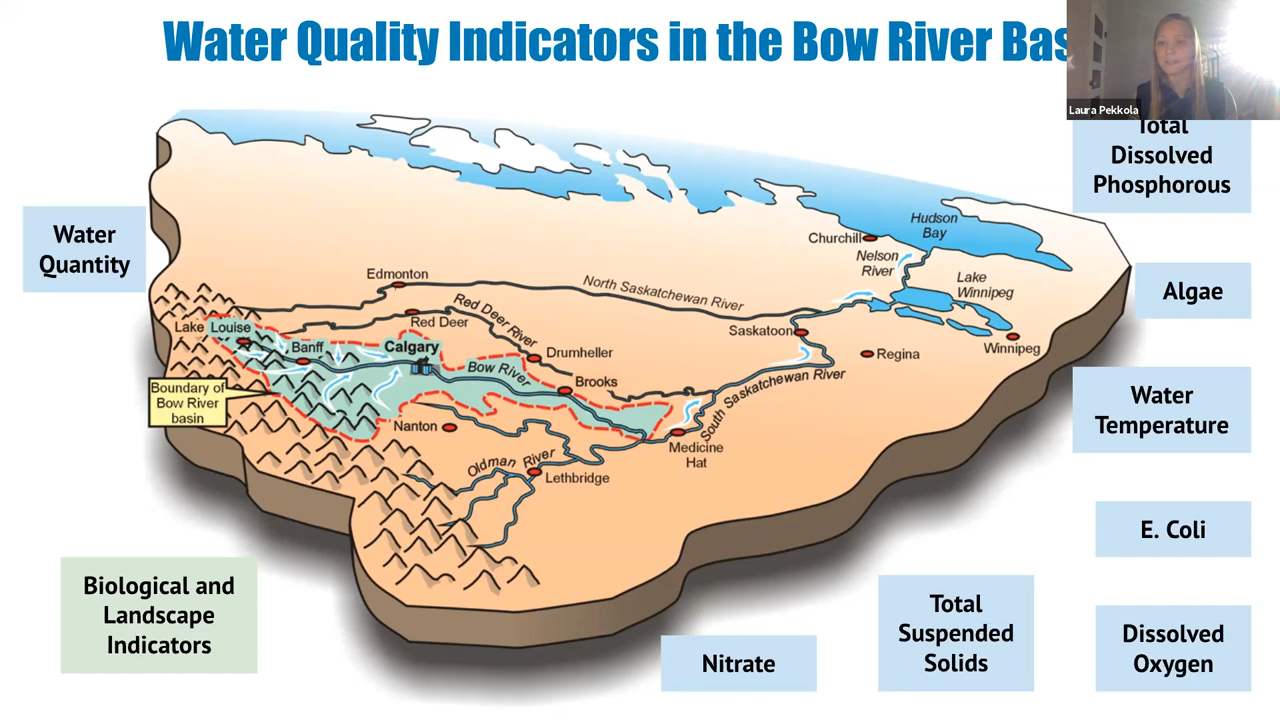 Water Quality Indicators in the Bow River Bas
Laura Pekkola
Total
Dissolved
Phosphorous
Water
Quantity
Hudson
Bay
Churchill
Nelson
River
Lake
Winnipeg
Algae
Edmonton
North Saskatchewan River
Red Deer River
Red Deer
Saskatoon
Winnipeg
Regina
Lake Louise
Banff
Calgary
Drumheller
Bow River
Brooks
South Saskatchewan River
Boundary of
Bow River
basin
Nanton
Medicine
Hat
Oldman River
Lethbridge
Water
Temperature
E. Coli
Biological and
Landscape
Indicators
Total
Suspended
Solids
Dissolved
Oxygen
Nitrate